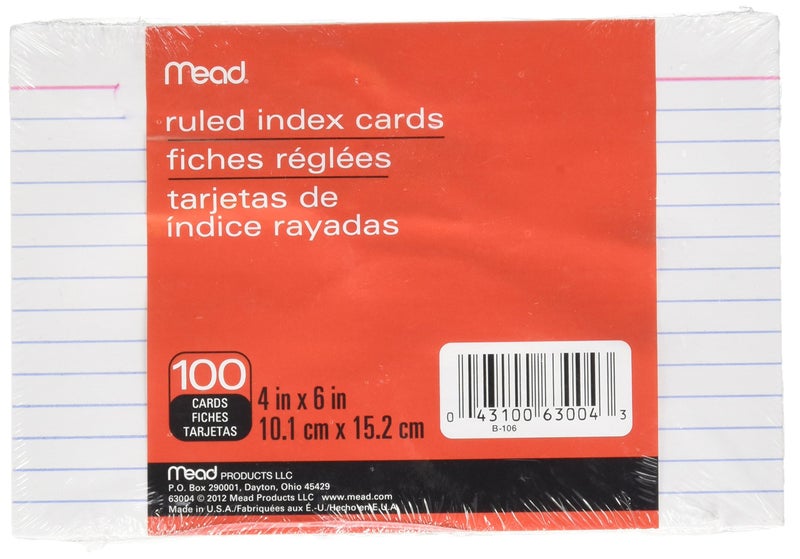 mead
ruled index cards
fiches réglées
tarjetas de
índice rayadas
100
CARDS
FICHES
TARJETAS
4 in x 6 in
10.1 cm x 15.2 cm
0 43100 63004 3
B-106
mead PRODUCTS LLC
P.O. Box 290001, Dayton, Ohio 45429
63004 © 2012 Mead Products LLC www.mead.com
Made in U.S.A./Fabriquées aux É.-U./Hecho en E.U.A.